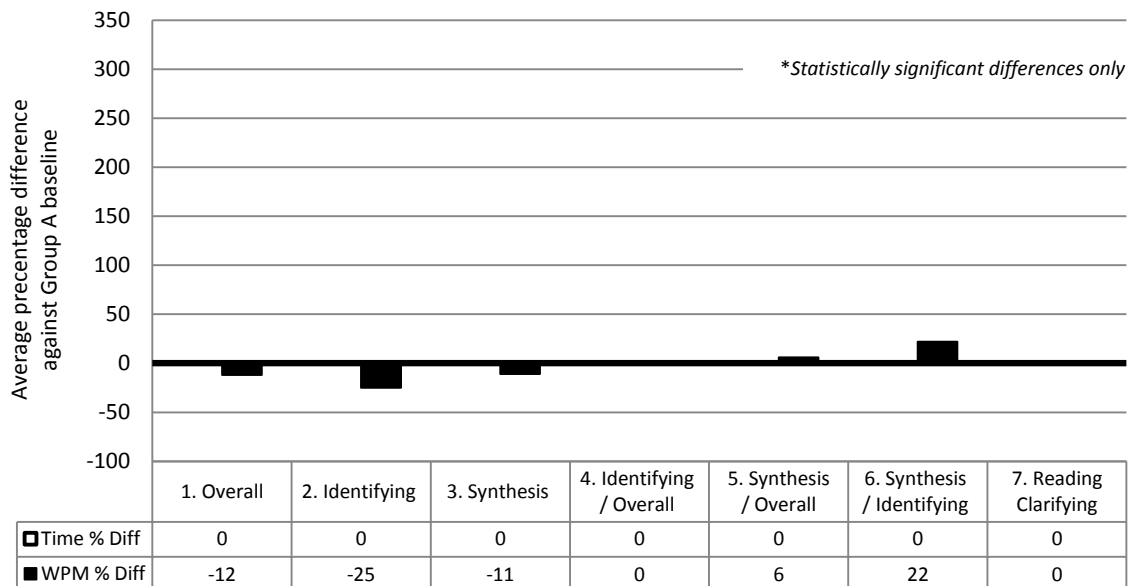 350
300
250
200
150
100
50
0
-50
-100
Average precentage difference
against Group A baseline
*Statistically significant differences only
1. Overall
2. Identifying
3. Synthesis
4. Identifying
/ Overall
5. Synthesis
/ Overall
6. Synthesis
/ Identifying
7. Reading
Clarifying
Time % Diff 0 0 0 0 0 0 0
WPM % Diff -12 -25 -11 0 6 22 0